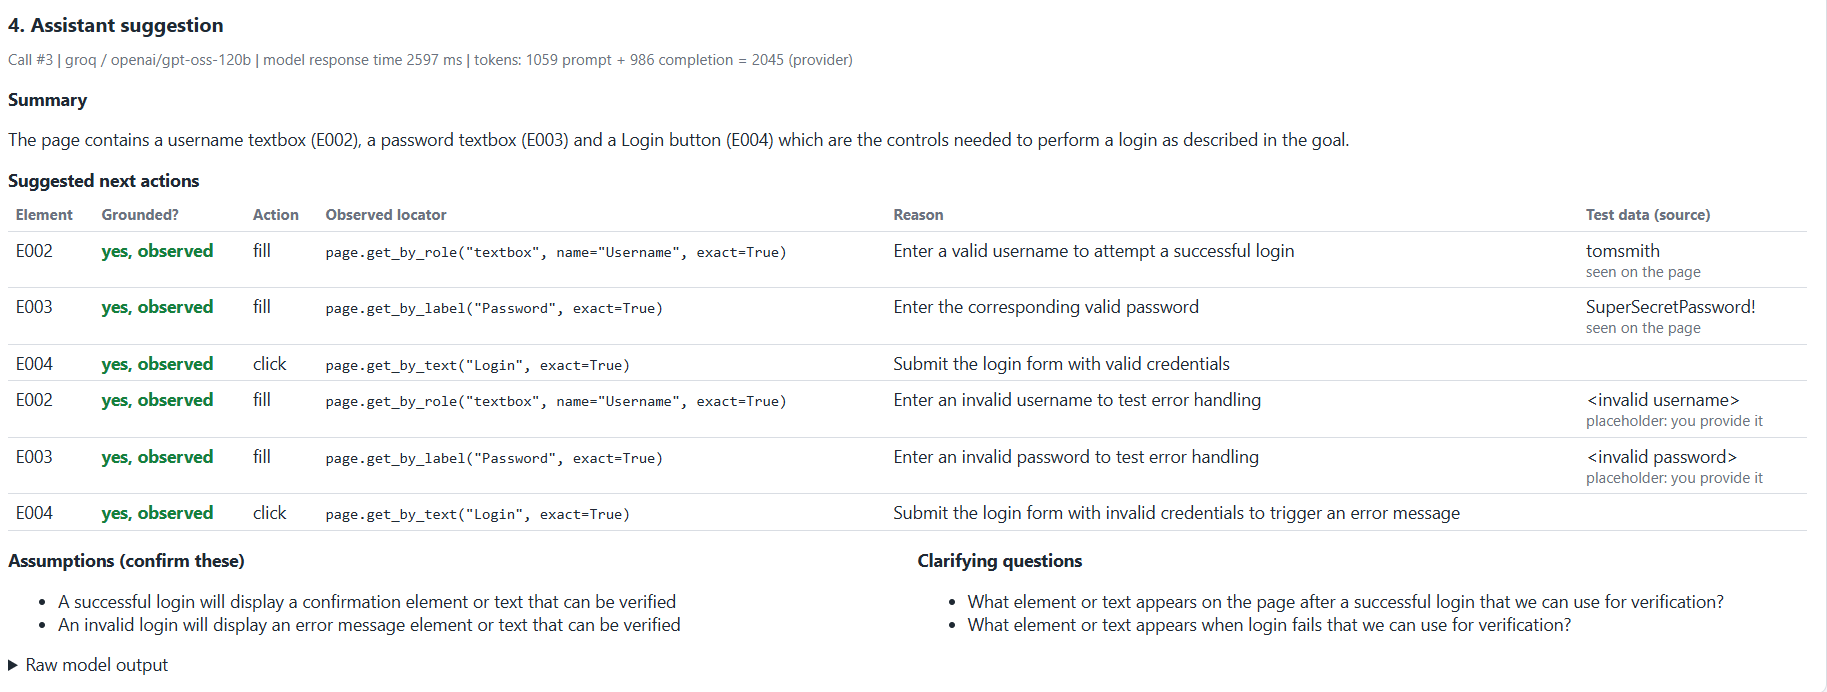 4. Assistant suggestion
Call #3 | groq / openai/gpt-oss-120b | model response time 2597 ms | tokens: 1059 prompt + 986 completion = 2045 (provider)
Summary
The page contains a username textbox (E002), a password textbox (E003) and a Login button (E004) which are the controls needed to perform a login as described in the goal.
Suggested next actions
Element Grounded? Action Observed locator Reason Test data (source)
E002 yes, observed fill page.get_by_role("textbox", name="Username", exact=True) Enter a valid username to attempt a successful login tomsmith
seen on the page
E003 yes, observed fill page.get_by_label("Password", exact=True) Enter the corresponding valid password SuperSecretPassword!
seen on the page
E004 yes, observed click page.get_by_text("Login", exact=True) Submit the login form with valid credentials
E002 yes, observed fill page.get_by_role("textbox", name="Username", exact=True) Enter an invalid username to test error handling <invalid username>
placeholder: you provide it
E003 yes, observed fill page.get_by_label("Password", exact=True) Enter an invalid password to test error handling <invalid password>
placeholder: you provide it
E004 yes, observed click page.get_by_text("Login", exact=True) Submit the login form with invalid credentials to trigger an error message
Assumptions (confirm these)
• A successful login will display a confirmation element or text that can be verified
• An invalid login will display an error message element or text that can be verified
Clarifying questions
• What element or text appears on the page after a successful login that we can use for verification?
• What element or text appears when login fails that we can use for verification?
▶ Raw model output